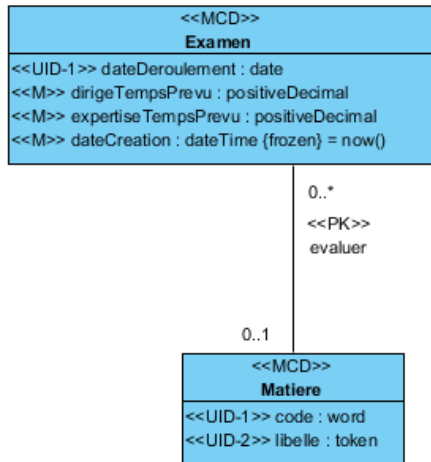 <<MCD>>
Examen
<<UID-1>> dateDeroulement : date
<<M>> dirigeTempsPrevu : positiveDecimal
<<M>> expertiseTempsPrevu : positiveDecimal
<<M>> dateCreation : dateTime {frozen} = now()
0..*
<<PK>>
evaluer
0..1
<<MCD>>
Matiere
<<UID-1>> code : word
<<UID-2>> libelle : token